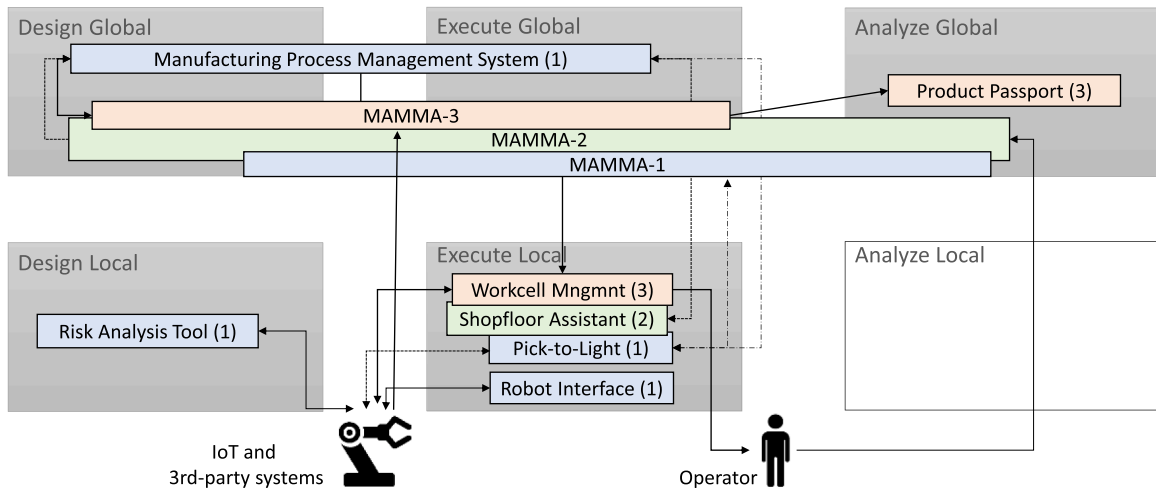 Design Global
Execute Global
Analyze Global
Manufacturing Process Management System (1)
Product Passport (3)
MAMMA-3
MAMMA-2
MAMMA-1
Design Local
Execute Local
Analyze Local
Workcell Mngmnt (3)
Shopfloor Assistant (2)
Risk Analysis Tool (1)
Pick-to-Light (1)
Robot Interface (1)
IoT and
3rd-party systems
Operator